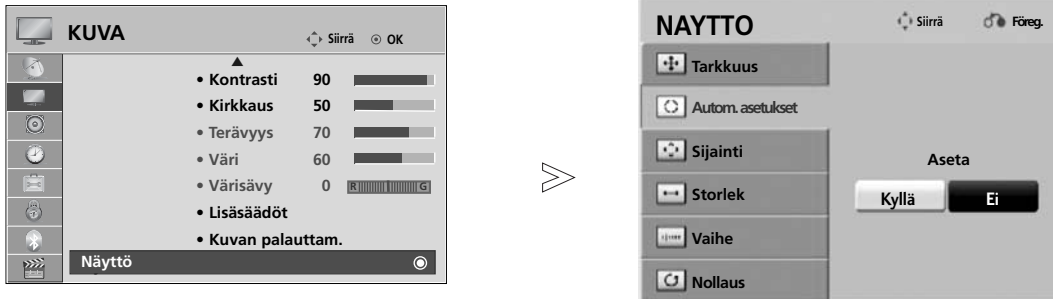 KUVA
Siirrä OK
• Kontrasti 90
• Kirkkaus 50
• Terävyys 70
• Väri 60
• Värisävy 0 R G
• Lisäsäädöt
• Kuvan palauttam.
Näyttö
NAYTTO
Siirrä Föreg.
Tarkkuus
Autom. asetukset
Sijainti
Storlek
Vaihe
Nollaus
Aseta
Kyllä Ei